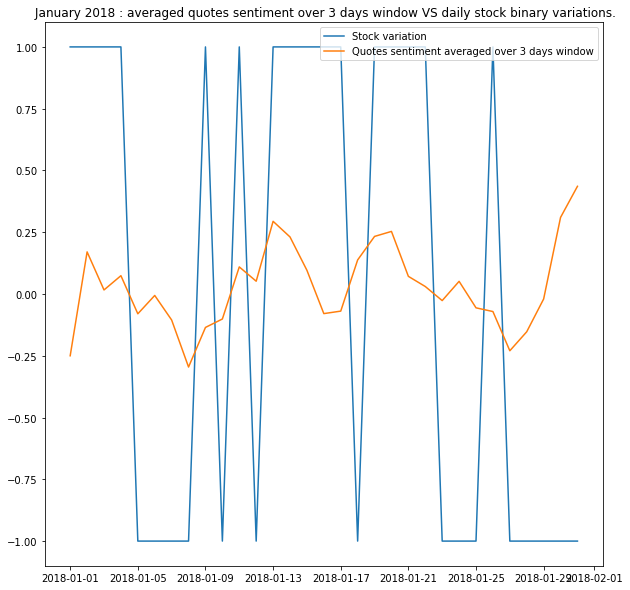 January 2018 : averaged quotes sentiment over 3 days window VS daily stock binary variations.
Stock variation
Quotes sentiment averaged over 3 days window
1.00
0.75
0.50
0.25
0.00
−0.25
−0.50
−0.75
−1.00
2018-01-01 2018-01-05 2018-01-09 2018-01-13 2018-01-17 2018-01-21 2018-01-25 2018-01-29 2018-02-01